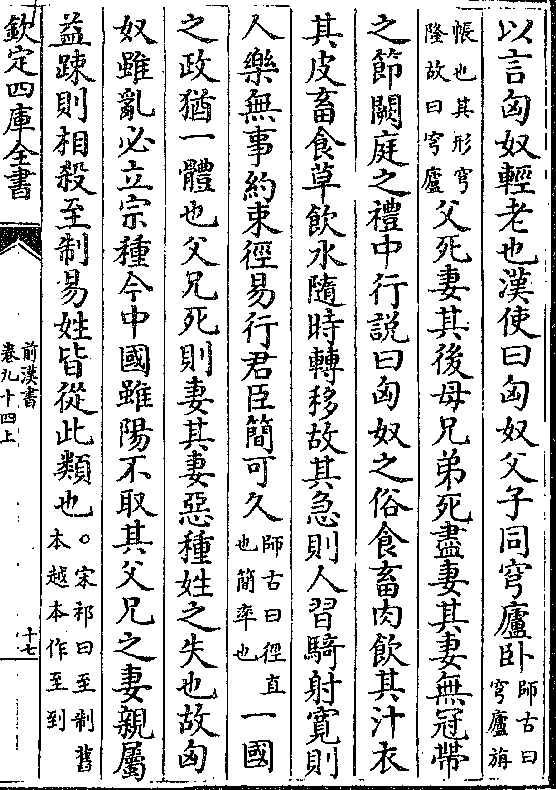 以言匈奴輕老也漢使曰匈奴父子同穹廬卧師古曰穹廬旃
帳也其形穹隆故曰穹廬父死妻其後母兄弟死盡妻其妻無冠帶
之節闕庭之禮中行說曰匈奴之俗食畜肉飲其汁衣
其皮畜食草飲水隨時轉移故其急則人習騎射寬則
人樂無事約束徑易行君臣簡可久師古曰徑直也簡率也一國
之政猶一體也父兄死則妻其妻惡種姓之失也故匈
奴雖亂必立宗種今中國雖陽不取其父兄之妻親屬
益踈則相殺至制易姓皆從此類也。宋祁曰至制舊本越本作至到
欽定四庫全書
前漢書
卷九十四上
十七